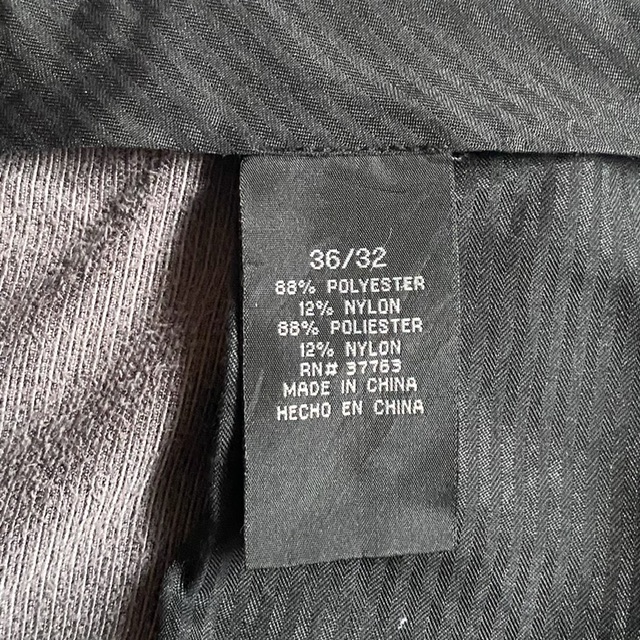 36/32
88% POLYESTER
12% NYLON
88% POLIESTER
12% NYLON
RN# 37763
MADE IN CHINA
HECHO EN CHINA